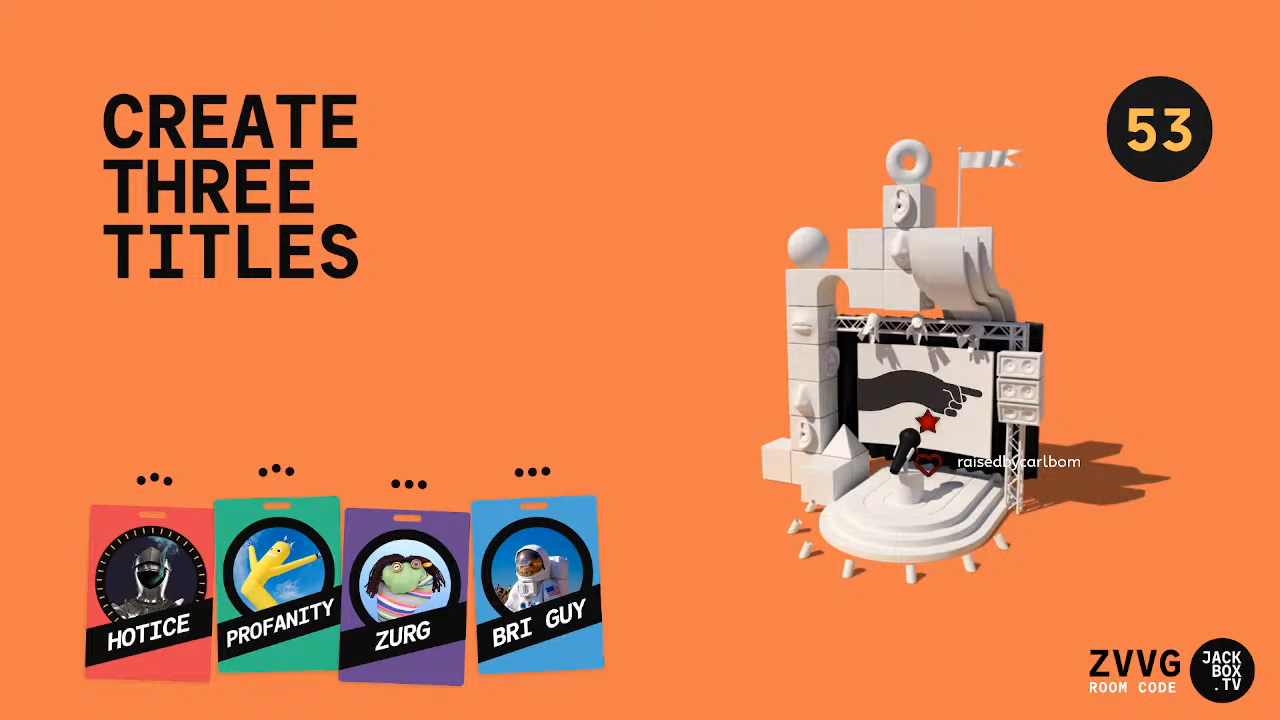 CREATE
THREE
TITLES
53
raisedbycarlbom
HOTICE
PROFANITY
ZURG
BRI GUY
ZVVG
ROOM CODE
JACK
BOX
.TV